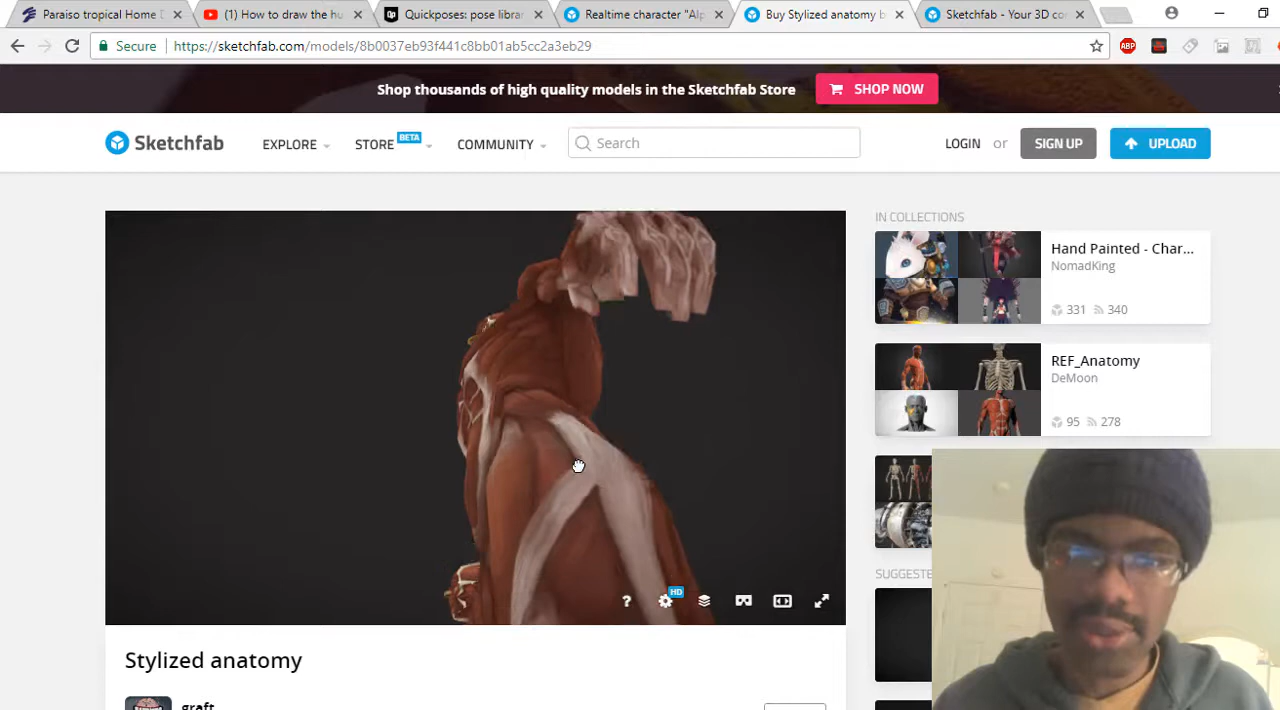 Paraiso tropical Home D
(1) How to draw the hu
Quickposes: pose librar
Realtime character "Alp
Buy Stylized anatomy b
Sketchfab - Your 3D co
Secure
https://sketchfab.com/models/8b0037eb93f441c8bb01ab5cc2a3eb29
ABP
Shop thousands of high quality models in the Sketchfab Store
SHOP NOW
Sketchfab
EXPLORE
STORE BETA
COMMUNITY
Search
LOGIN or
SIGN UP
UPLOAD
IN COLLECTIONS
Hand Painted - Char...
NomadKing
331 340
REF_Anatomy
DeMoon
95 278
SUGGESTE
? HD
Stylized anatomy
graft